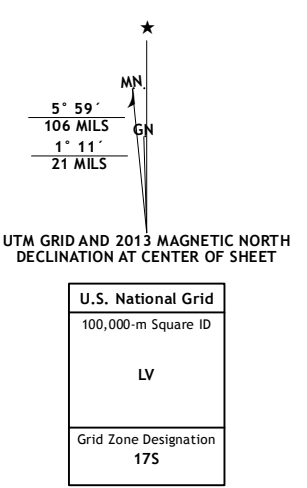 ★
MN.
5° 59´
106 MILS
GN
1° 11´
21 MILS
UTM GRID AND 2013 MAGNETIC NORTH
DECLINATION AT CENTER OF SHEET
U.S. National Grid
100,000-m Square ID
LV
Grid Zone Designation
17S